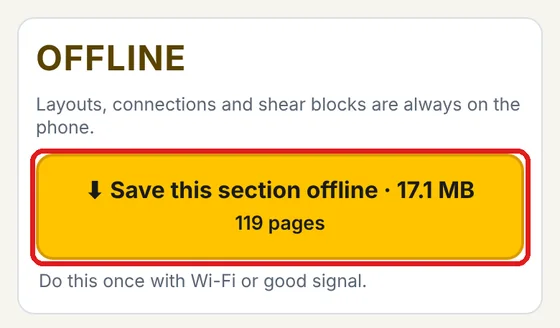 OFFLINE
Layouts, connections and shear blocks are always on the
phone.
⬇ Save this section offline · 17.1 MB
119 pages
Do this once with Wi-Fi or good signal.